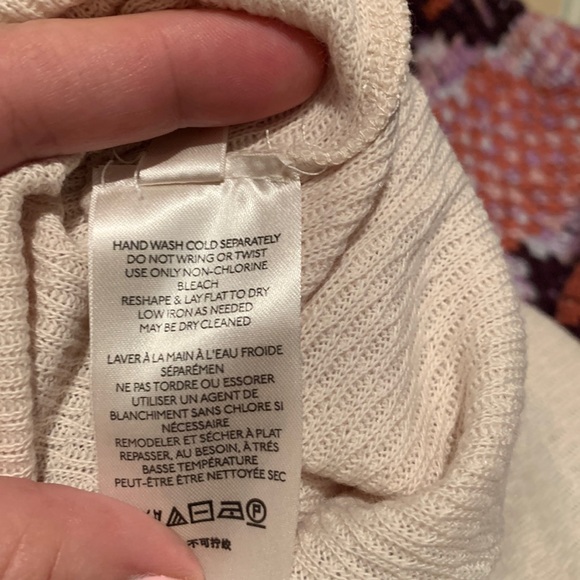 HAND WASH COLD SEPARATELY
DO NOT WRING OR TWIST
USE ONLY NON-CHLORINE
BLEACH
RESHAPE & LAY FLAT TO DRY
LOW IRON AS NEEDED
MAY BE DRY CLEANED
LAVER À LA MAIN À L'EAU FROIDE
SÉPARÉMEN
NE PAS TORDRE OU ESSORER
UTILISER UN AGENT DE
BLANCHIMENT SANS CHLORE SI
NÉCESSAIRE
REMODELER ET SÉCHER À PLAT
REPASSER, AU BESOIN, À TRÉS
BASSE TEMPÉRATURE
PEUT-ÊTRE ÊTRE NETTOYÉE SEC
P
不可拧绞